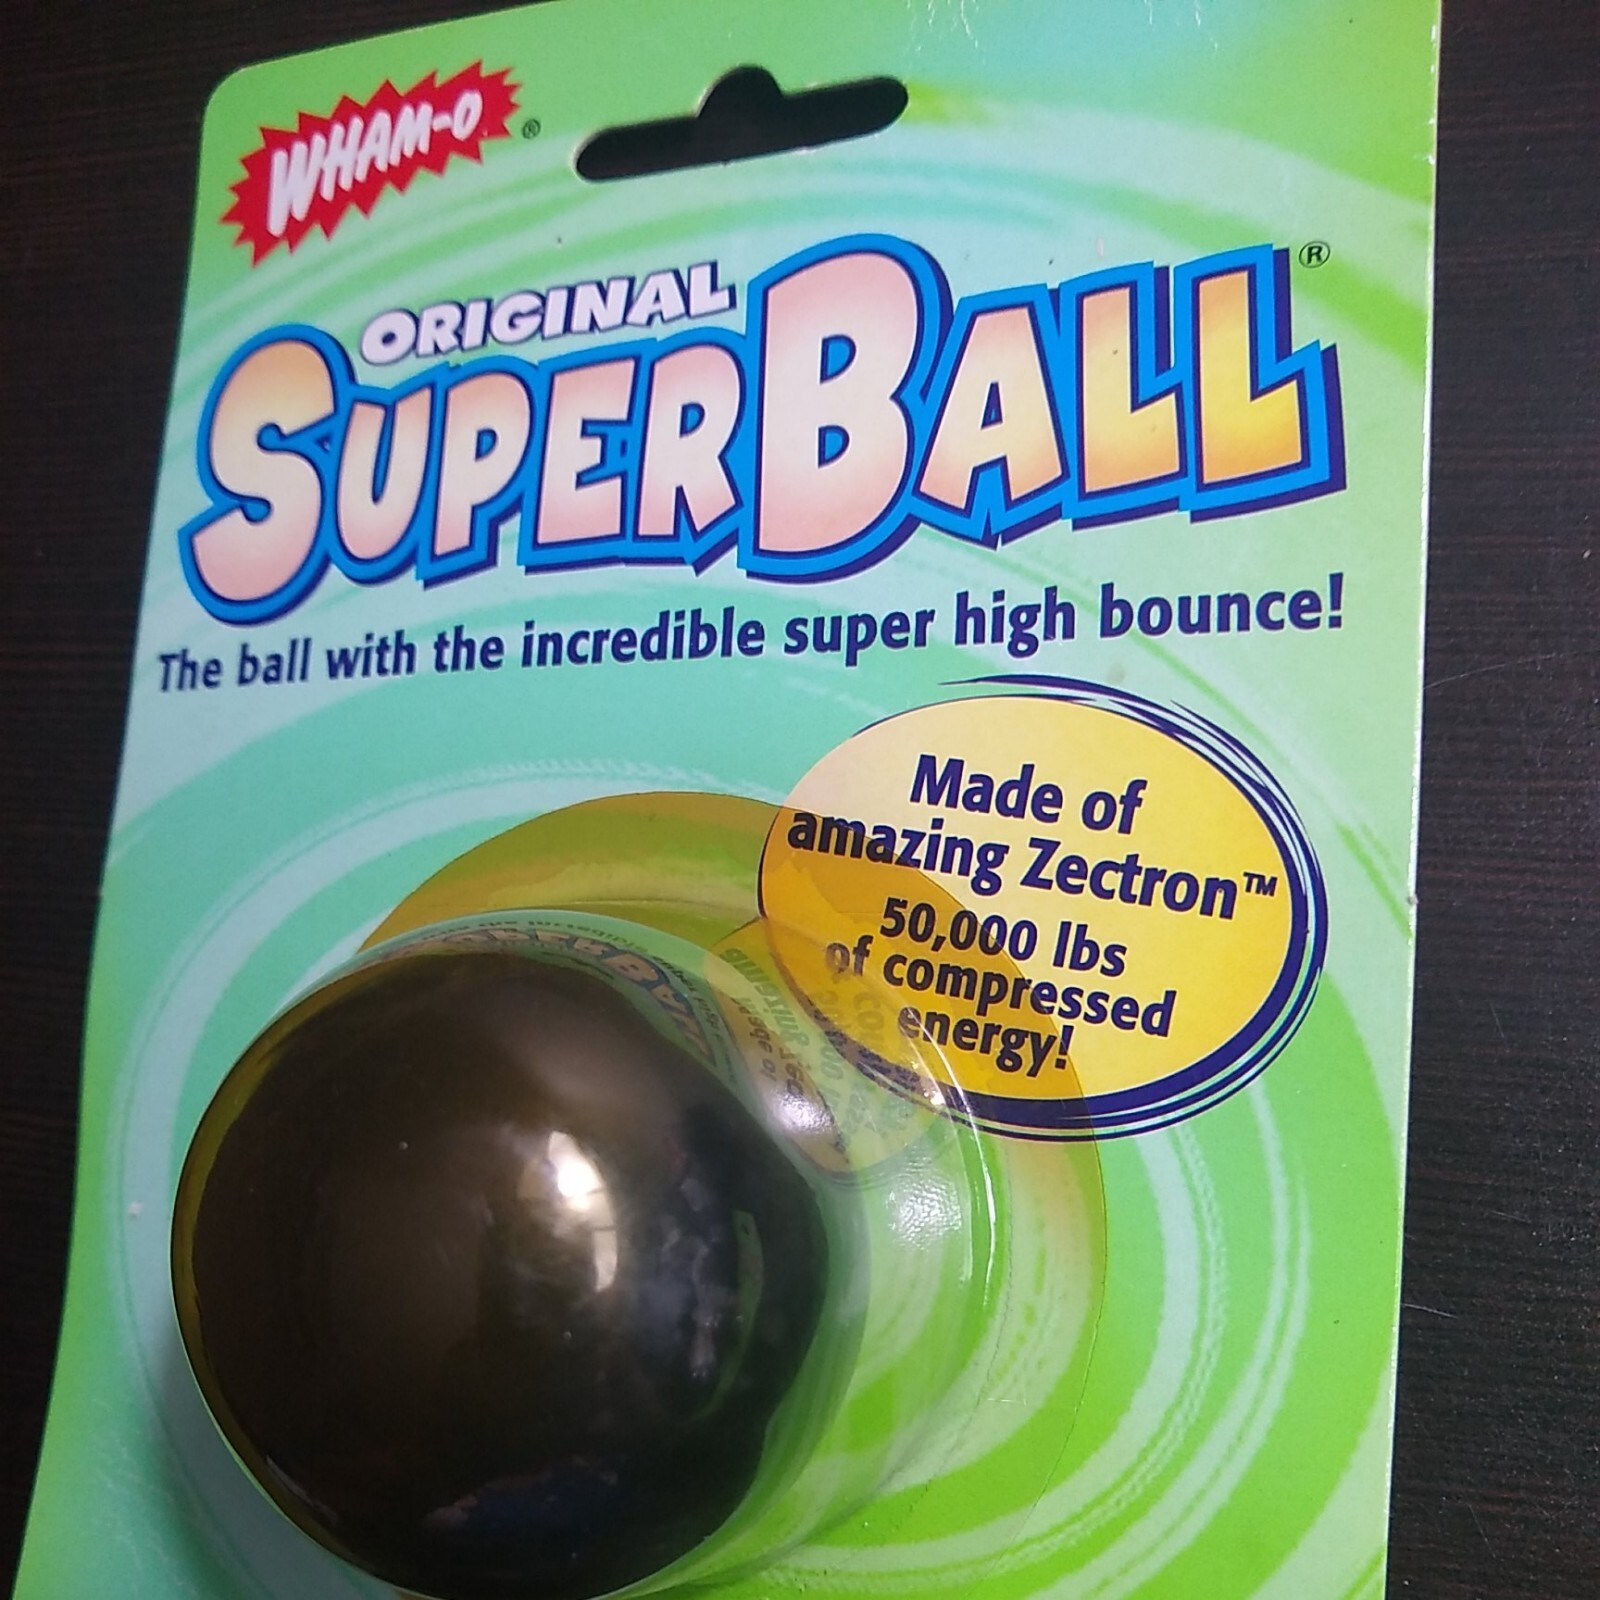 WHAM-O®
ORIGINAL
SUPERBALL®
The ball with the incredible super high bounce!
Made of
amazing Zectron™
50,000 lbs
of compressed
energy!